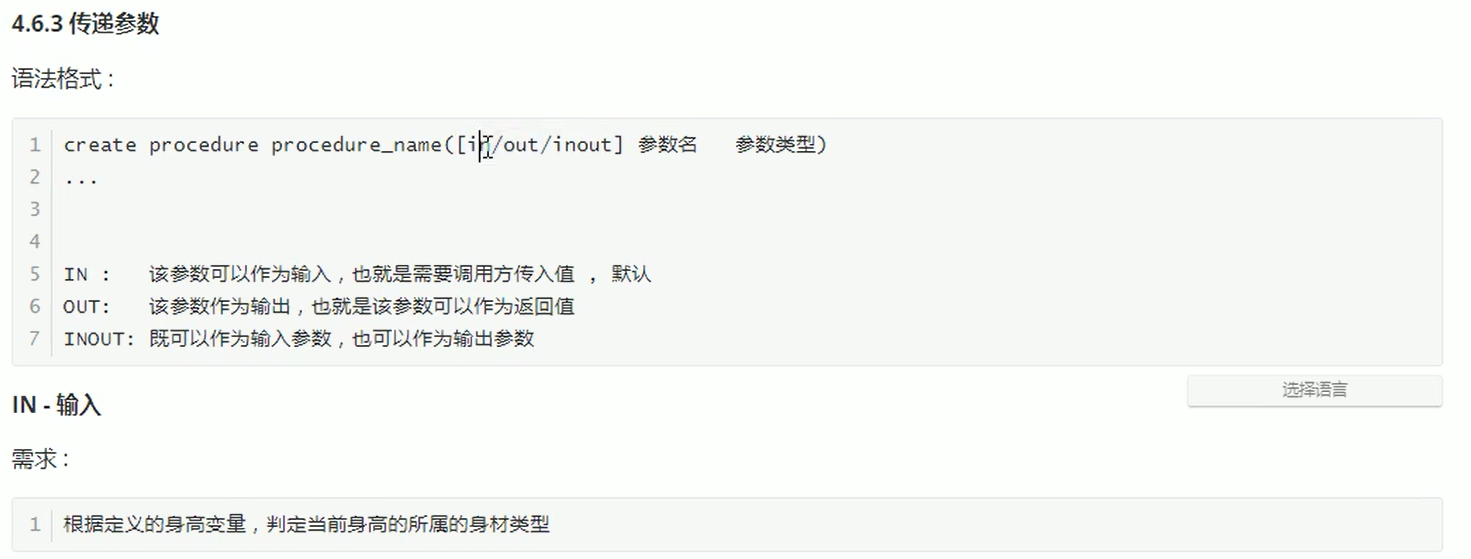 4.6.3 传递参数
语法格式 :
1 create procedure procedure_name([in/out/inout] 参数名 参数类型)
2 ...
3
4
5 IN : 该参数可以作为输入，也就是需要调用方传入值 , 默认
6 OUT: 该参数作为输出，也就是该参数可以作为返回值
7 INOUT: 既可以作为输入参数，也可以作为输出参数
选择语言
IN - 输入
需求 :
1 根据定义的身高变量，判定当前身高的所属的身材类型